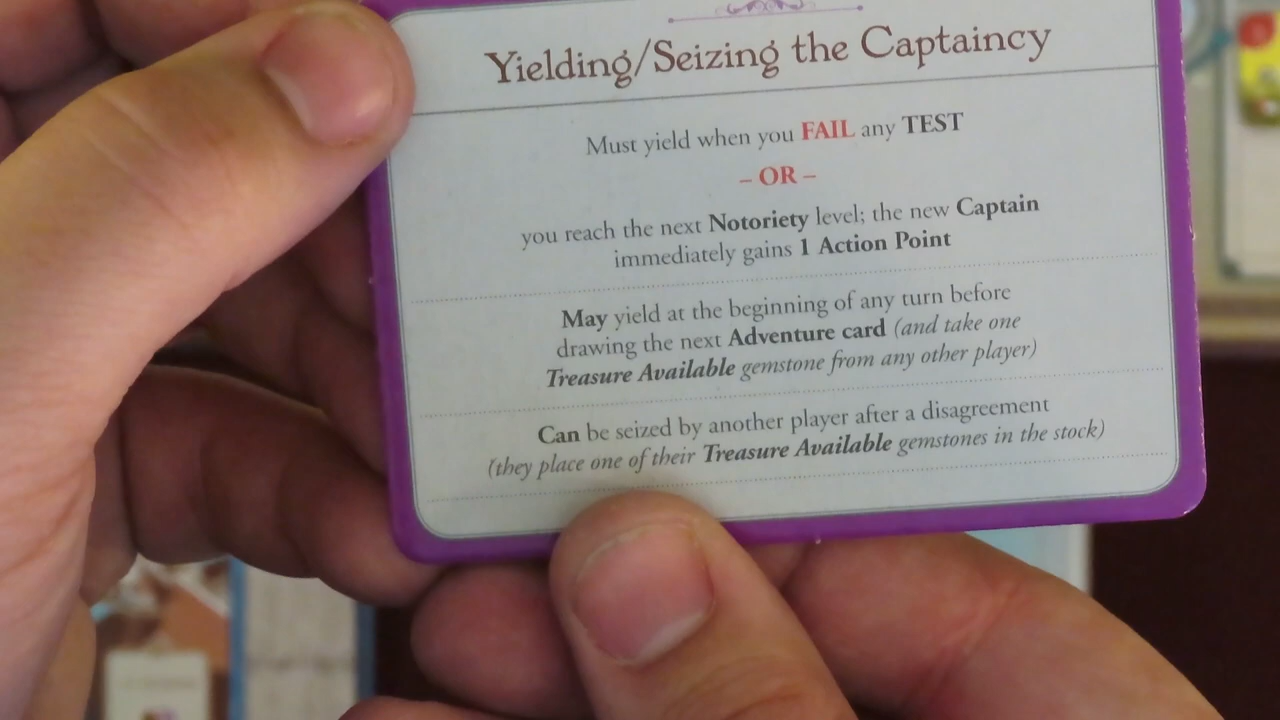 Yielding/Seizing the Captaincy
Must yield when you FAIL any TEST
– OR –
you reach the next Notoriety level; the new Captain
immediately gains 1 Action Point
May yield at the beginning of any turn before
drawing the next Adventure card (and take one
Treasure Available gemstone from any other player)
Can be seized by another player after a disagreement
(they place one of their Treasure Available gemstones in the stock)